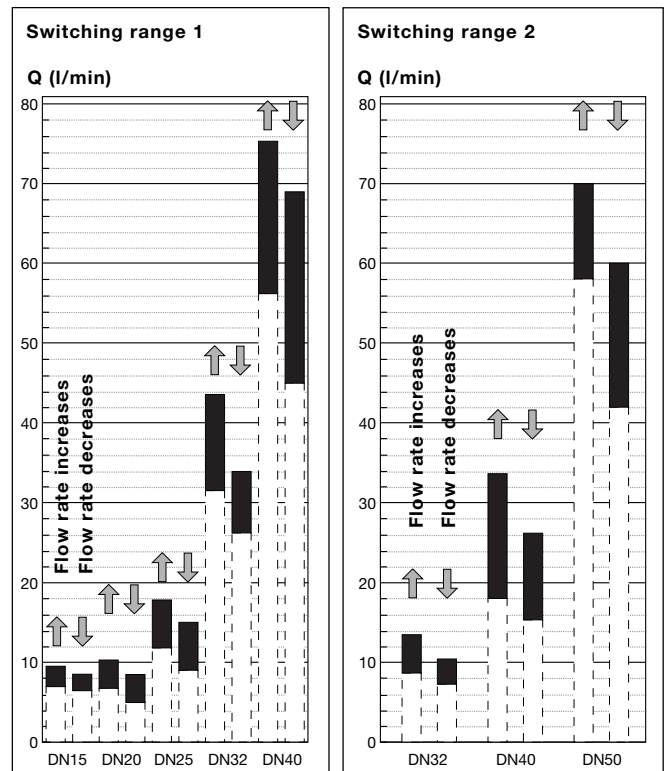 Switching range 1
Q (l/min)
80
70
60
50
40
30
20
10
0
Flow rate increases
Flow rate decreases
DN15 DN20 DN25 DN32 DN40
Switching range 2
Q (l/min)
80
70
60
50
40
30
20
10
0
Flow rate increases
Flow rate decreases
DN32 DN40 DN50